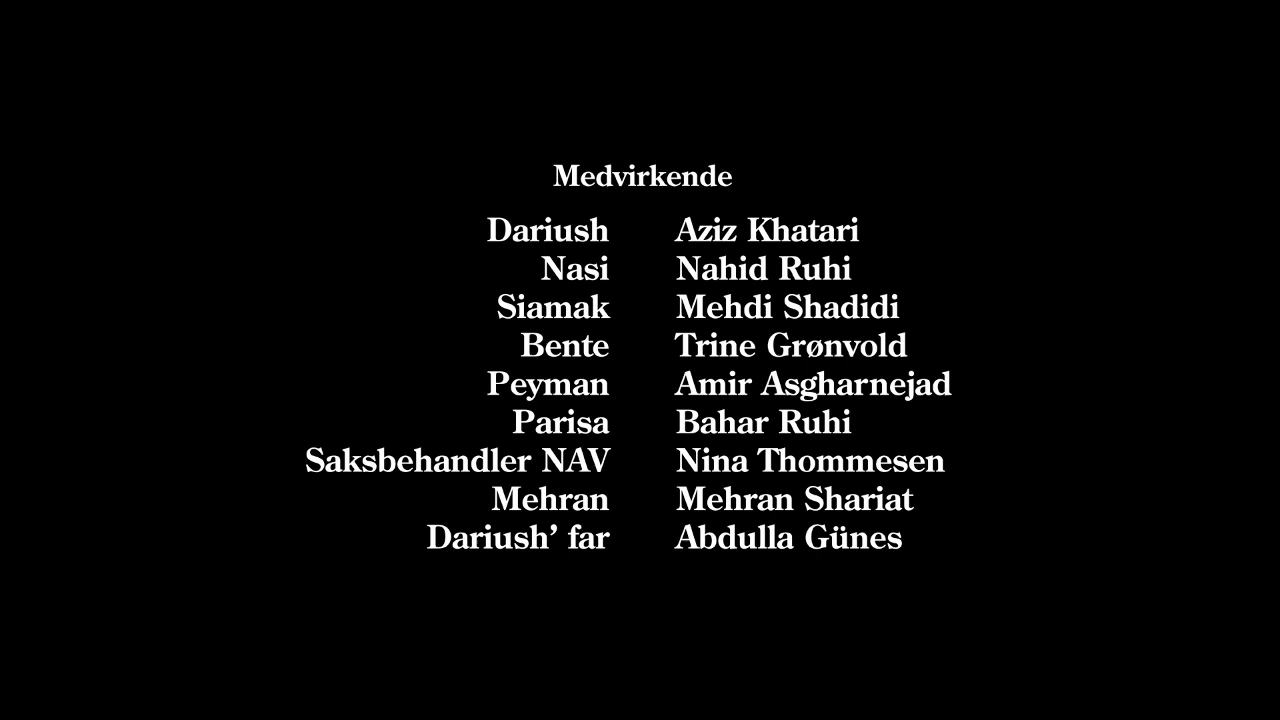 Medvirkende
Dariush Aziz Khatari
Nasi Nahid Ruhi
Siamak Mehdi Shadidi
Bente Trine Grønvold
Peyman Amir Asgharnejad
Parisa Bahar Ruhi
Saksbehandler NAV Nina Thommesen
Mehran Mehran Shariat
Dariush’ far Abdulla Günes